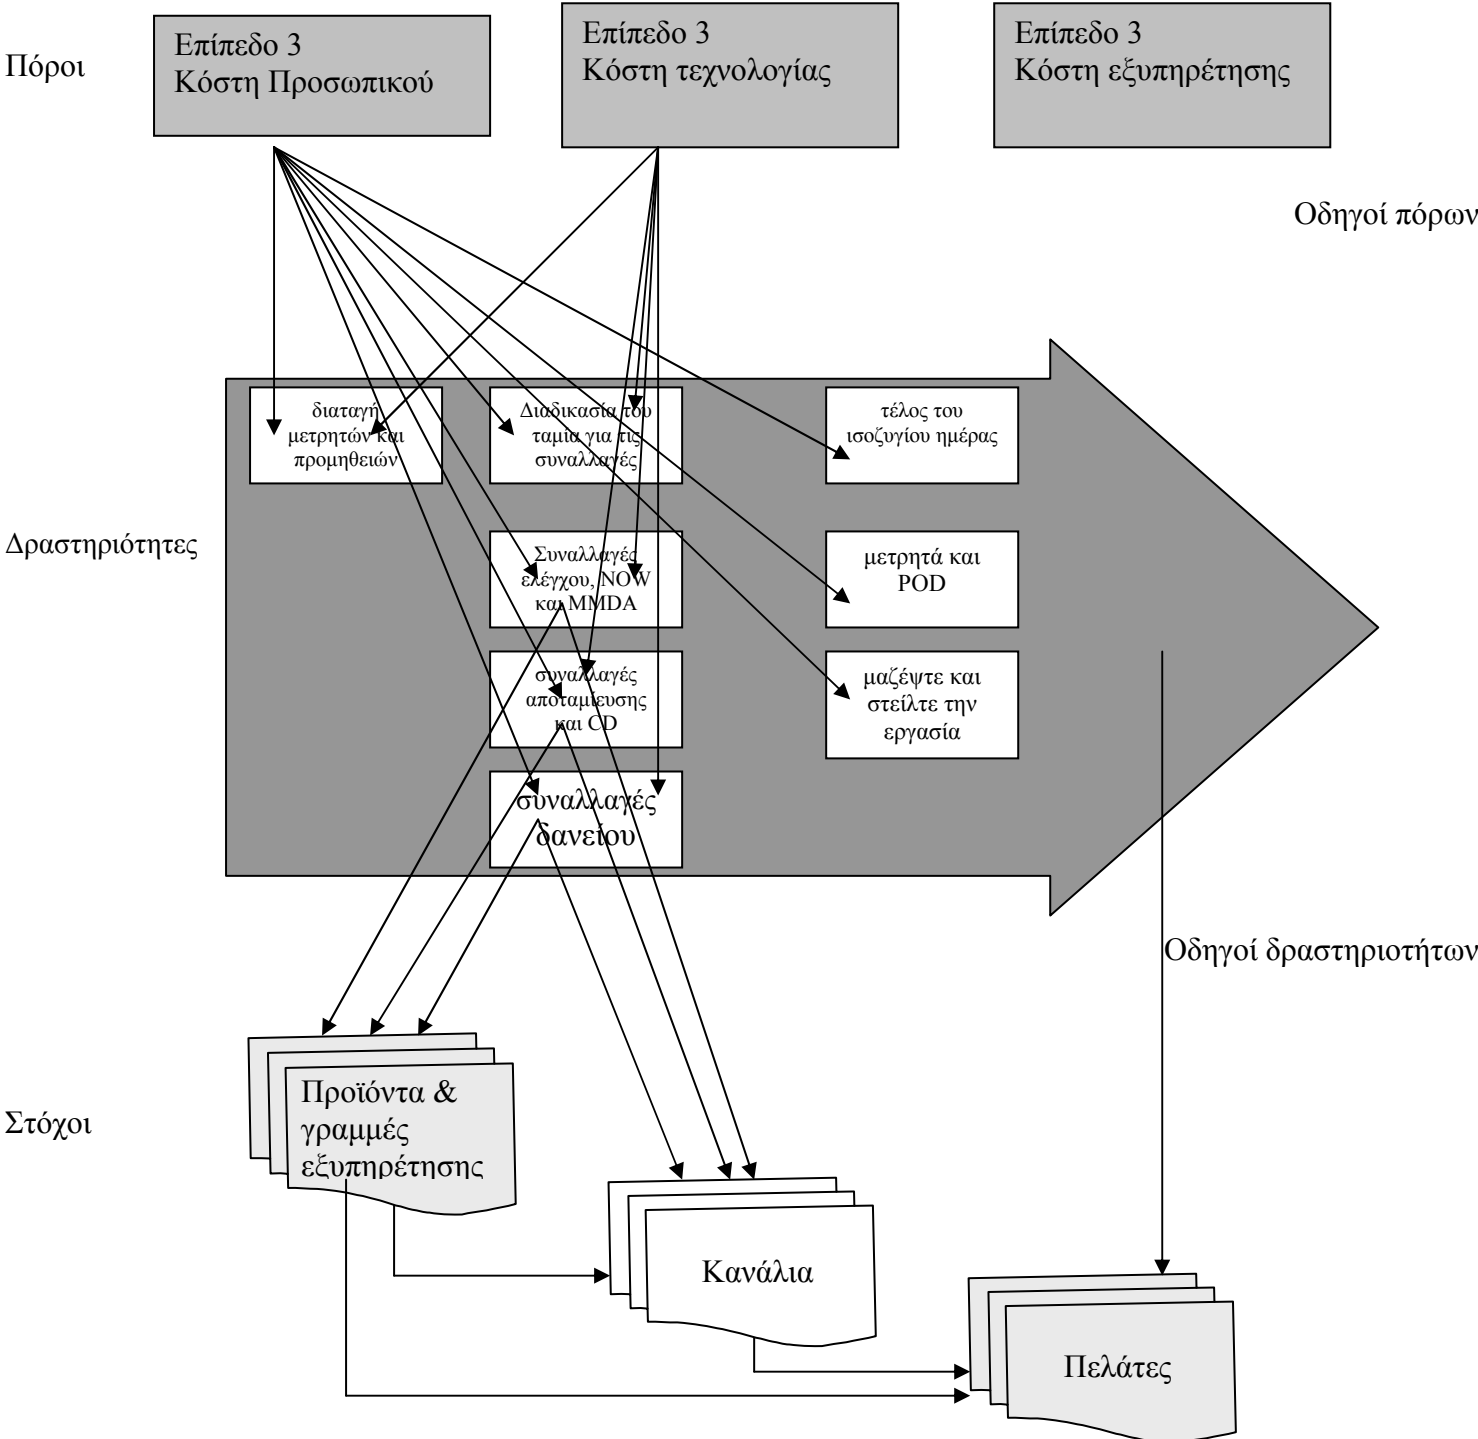 Πόροι
Επίπεδο 3
Κόστη Προσωπικού
Επίπεδο 3
Κόστη τεχνολογίας
Επίπεδο 3
Κόστη εξυπηρέτησης
Οδηγοί πόρων
διαταγή
μετρητών και
προμηθειών
Διαδικασία του
ταμία για τις
συναλλαγές
τέλος του
ισοζυγίου ημέρας
Δραστηριότητες
Συναλλαγές
ελέγχου, NOW
και MMDA
μετρητά και
POD
συναλλαγές
αποταμίευσης
και CD
μαζέψτε και
στείλτε την
εργασία
συναλλαγές
δανείου
Οδηγοί δραστηριοτήτων
Στόχοι
Προϊόντα &
γραμμές
εξυπηρέτησης
Κανάλια
Πελάτες